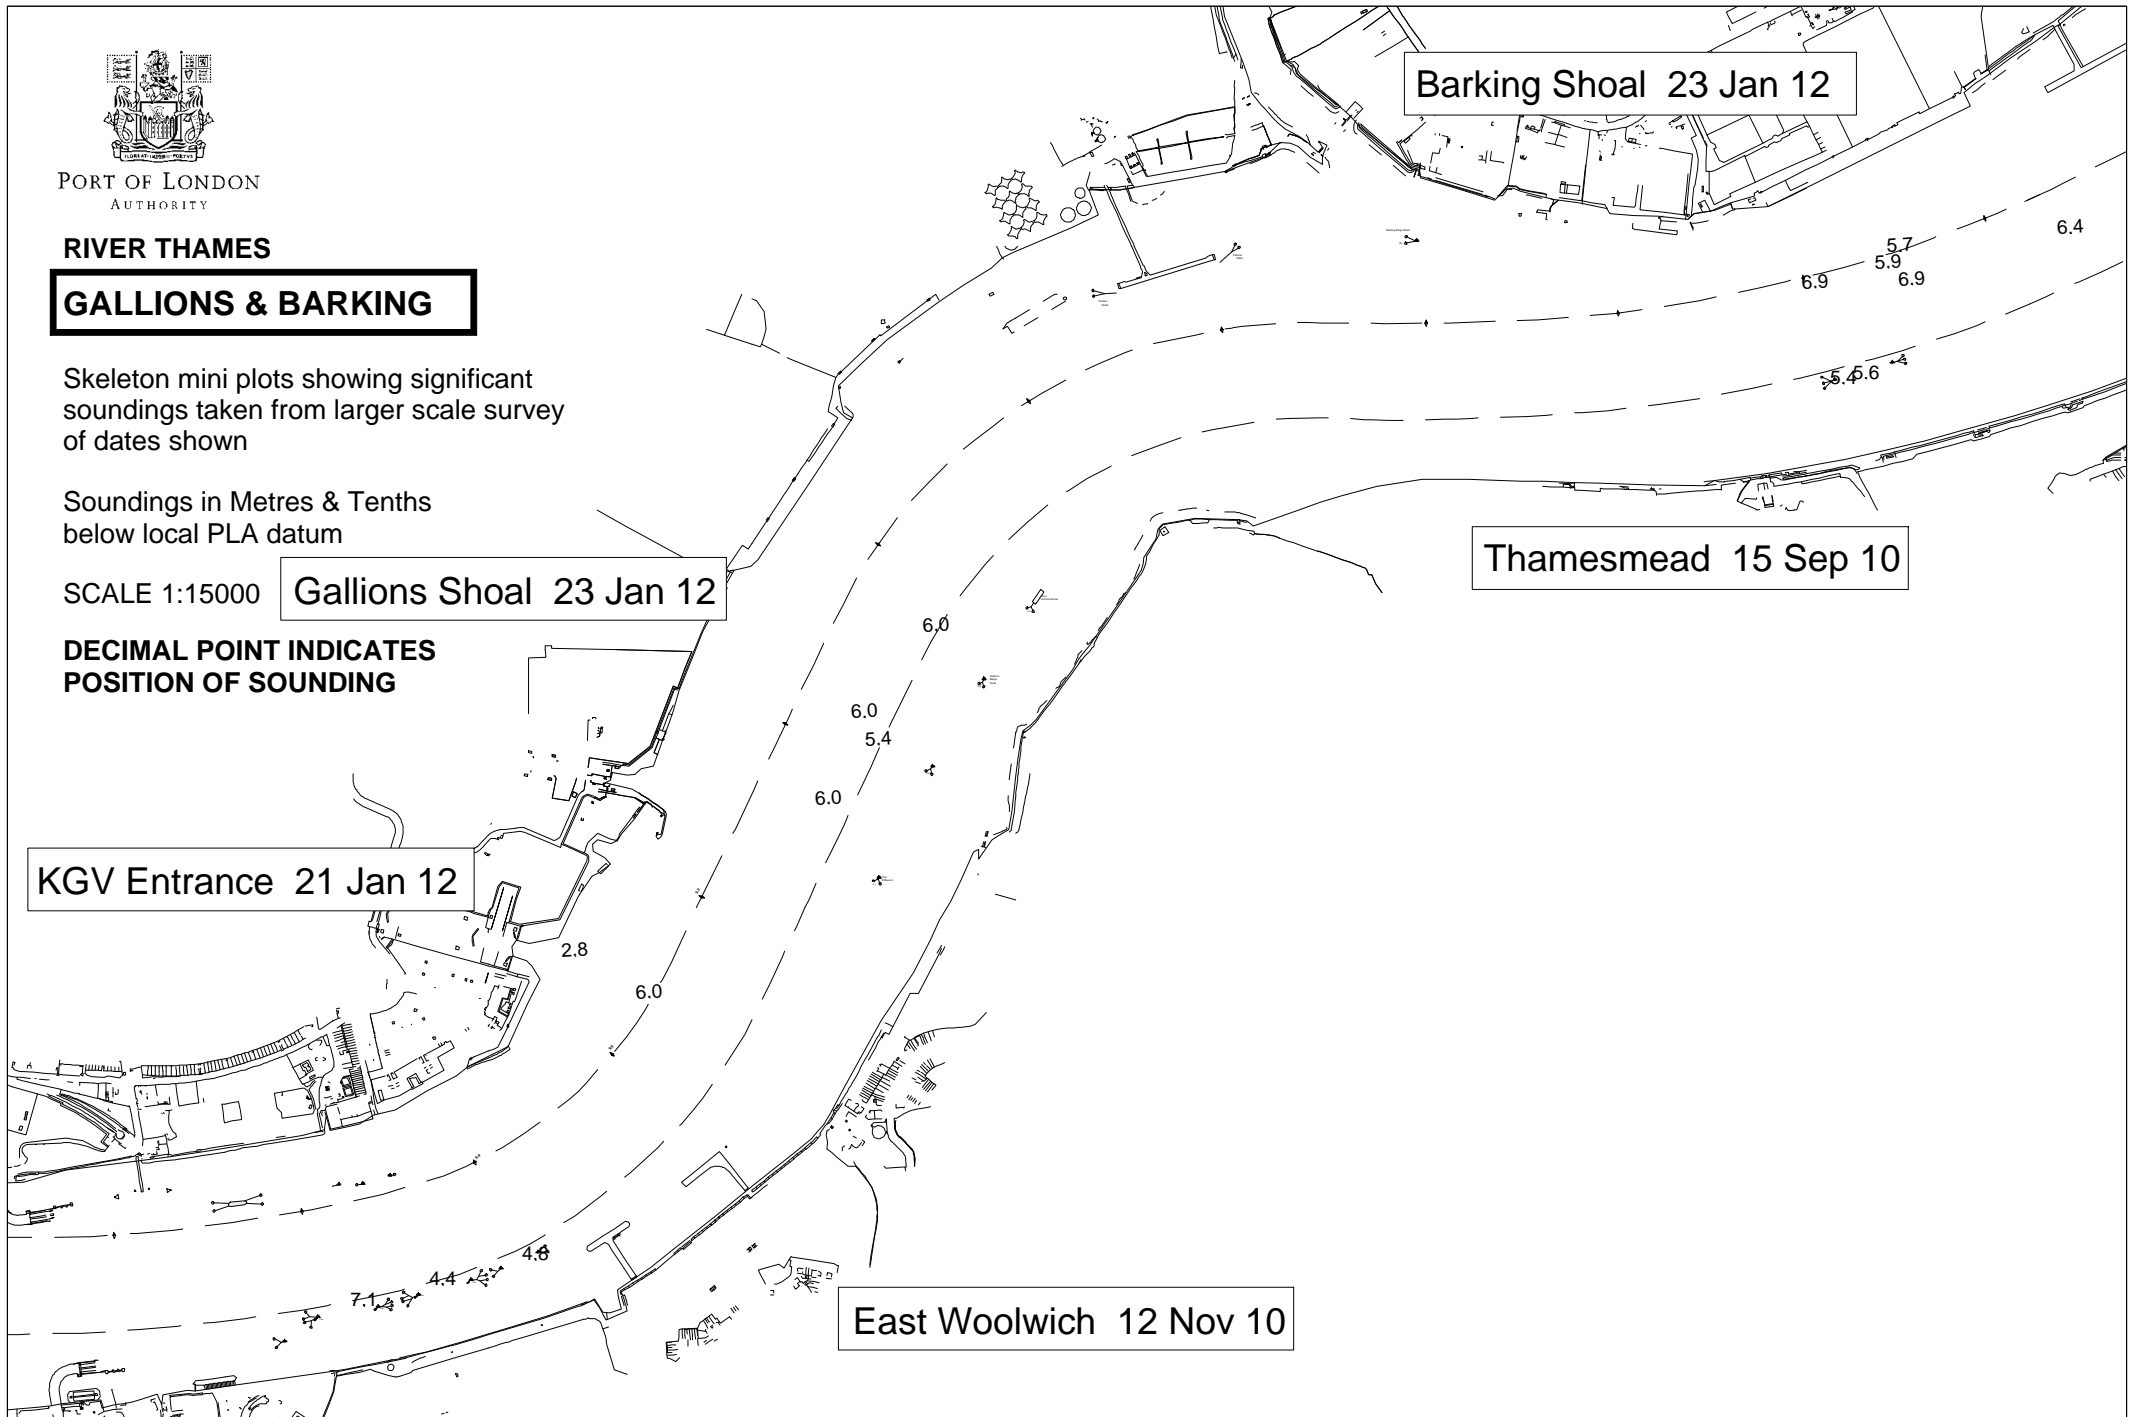 PORT OF LONDON
AUTHORITY
RIVER THAMES
GALLIONS & BARKING
Skeleton mini plots showing significant
soundings taken from larger scale survey
of dates shown
Soundings in Metres & Tenths
below local PLA datum
SCALE 1:15000
DECIMAL POINT INDICATES
POSITION OF SOUNDING
Barking Shoal 23 Jan 12
6.4
5.7
5.9
6.9
6.9
5.4
5.6
Thamesmead 15 Sep 10
Gallions Shoal 23 Jan 12
6.0
6.0
5.4
6.0
KGV Entrance 21 Jan 12
2.8
6.0
4.8
4.4
7.1
East Woolwich 12 Nov 10